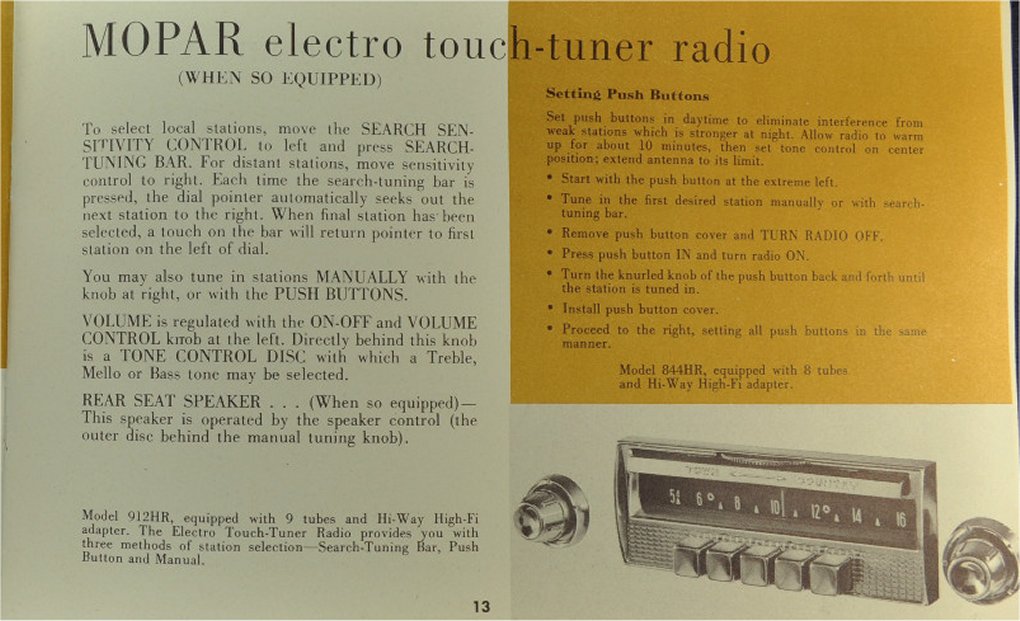 MOPAR electro touch-tuner radio
(WHEN SO EQUIPPED)
To select local stations, move the SEARCH SEN-
SITIVITY CONTROL to left and press SEARCH-
TUNING BAR. For distant stations, move sensitivity
control to right. Each time the search-tuning bar is
pressed, the dial pointer automatically seeks out the
next station to the right. When final station has been
selected, a touch on the bar will return pointer to first
station on the left of dial.
You may also tune in stations MANUALLY with the
knob at right, or with the PUSH BUTTONS.
VOLUME is regulated with the ON-OFF and VOLUME
CONTROL knob at the left. Directly behind this knob
is a TONE CONTROL DISC with which a Treble,
Mello or Bass tone may be selected.
REAR SEAT SPEAKER . . . (When so equipped)—
This speaker is operated by the speaker control (the
outer disc behind the manual tuning knob).
Model 912HR, equipped with 9 tubes and Hi-Way High-Fi
adapter. The Electro Touch-Tuner Radio provides you with
three methods of station selection—Search-Tuning Bar, Push
Button and Manual.
13
Setting Push Buttons
Set push buttons in daytime to eliminate interference from
weak stations which is stronger at night. Allow radio to warm
up for about 10 minutes, then set tone control on center
position; extend antenna to its limit.
• Start with the push button at the extreme left.
• Tune in the first desired station manually or with search-
tuning bar.
• Remove push button cover and TURN RADIO OFF.
• Press push button IN and turn radio ON.
• Turn the knurled knob of the push button back and forth until
the station is tuned in.
• Install push button cover.
• Proceed to the right, setting all push buttons in the same
manner.
Model 844HR, equipped with 8 tubes
and Hi-Way High-Fi adapter.
TOWN COUNTRY
5½ 6 8 10 12 14 16